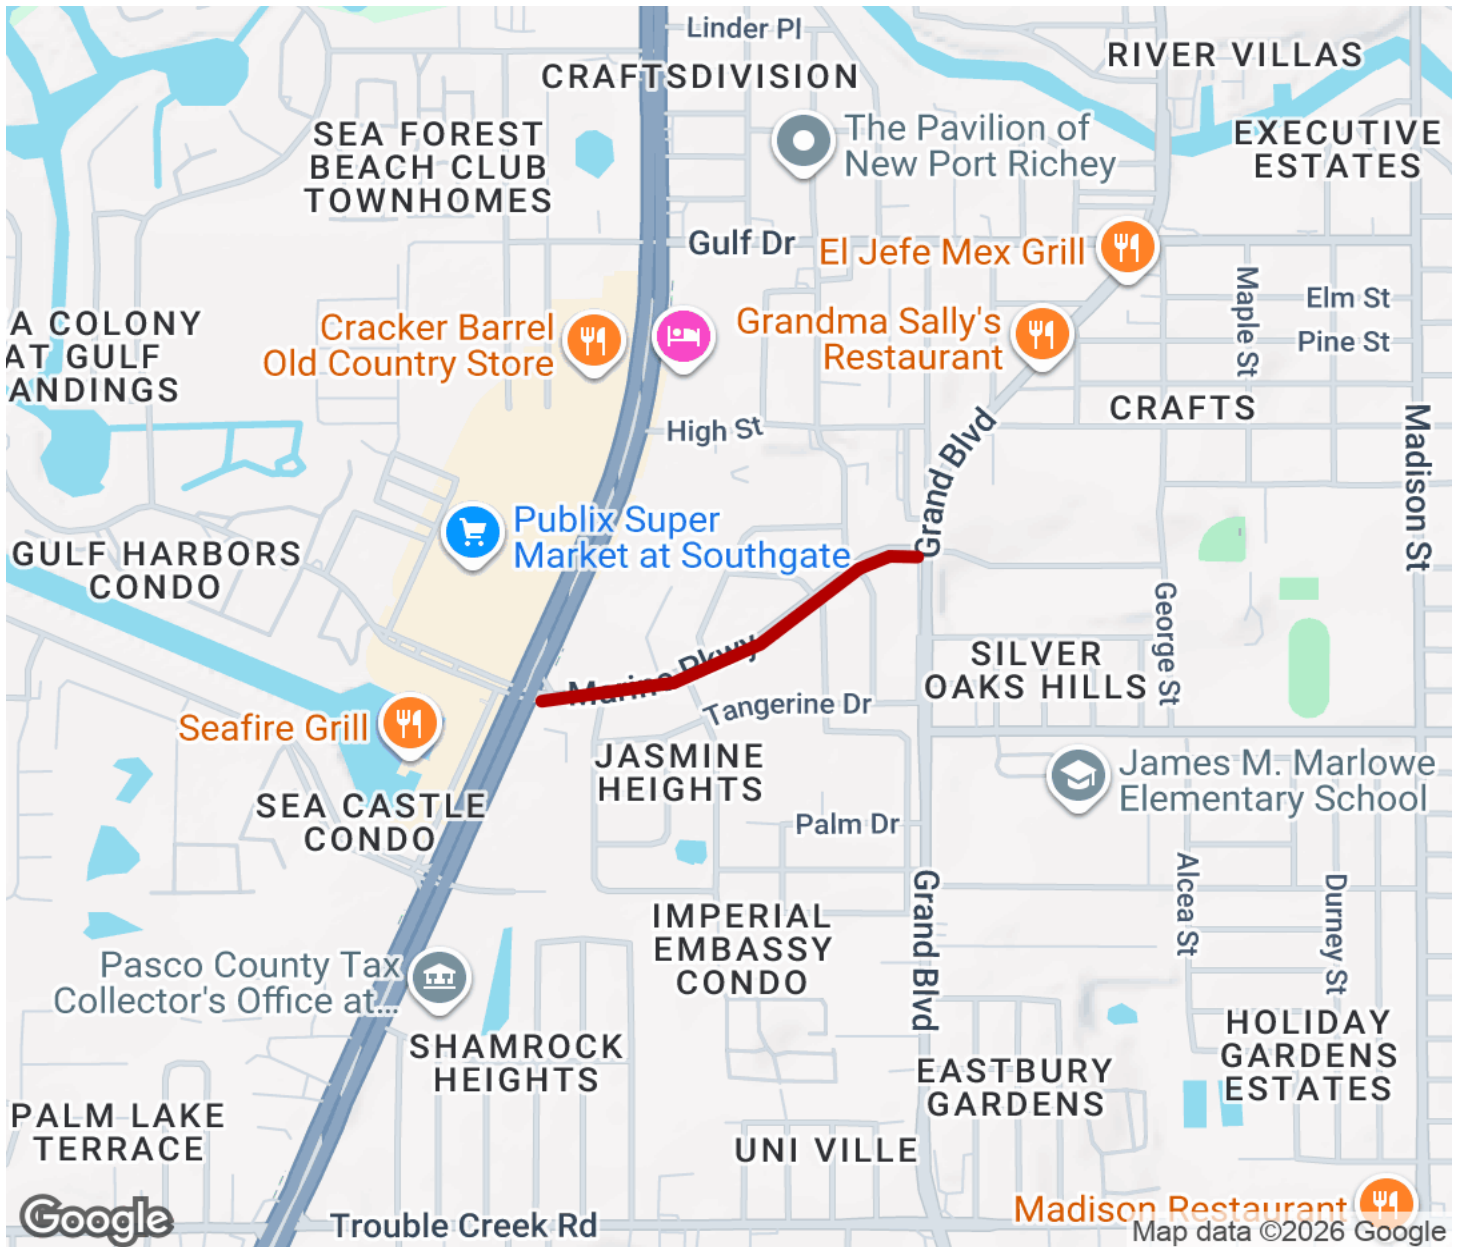 Linder Pl
CRAFTSDIVISION
RIVER VILLAS
SEA FOREST
BEACH CLUB
TOWNHOMES
The Pavilion of
New Port Richey
EXECUTIVE
ESTATES
Gulf Dr
El Jefe Mex Grill
Maple St
Elm St
Pine St
A COLONY
AT GULF
ANDINGS
Cracker Barrel
Old Country Store
Grandma Sally's
Restaurant
CRAFTS
High St
Grand Blvd
Madison St
Publix Super
Market at Southgate
GULF HARBORS
CONDO
George St
SILVER
OAKS HILLS
Marine Pkwy
Tangerine Dr
Seafire Grill
JASMINE
HEIGHTS
James M. Marlowe
Elementary School
SEA CASTLE
CONDO
Palm Dr
Grand Blvd
Alcea St
Durney St
IMPERIAL
EMBASSY
CONDO
Pasco County Tax
Collector's Office at...
SHAMROCK
HEIGHTS
EASTBURY
GARDENS
HOLIDAY
GARDENS
ESTATES
PALM LAKE
TERRACE
UNI VILLE
Madison Restaurant
Google
Trouble Creek Rd
Map data ©2026 Google